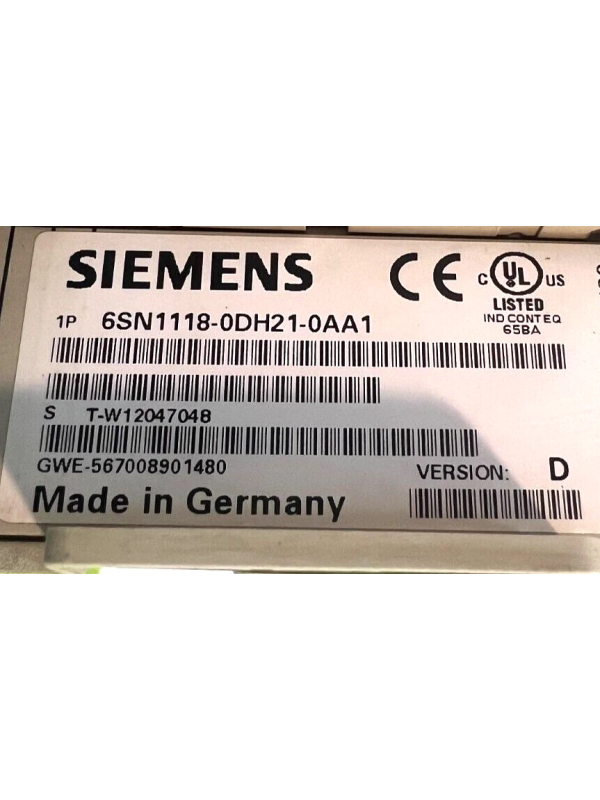 SIEMENS
CE
C UL US
LISTED
IND CONT EQ
65BA
1P 6SN1118-0DH21-0AA1
S T-W12047048
GWE-567008901480
VERSION: D
Made in Germany